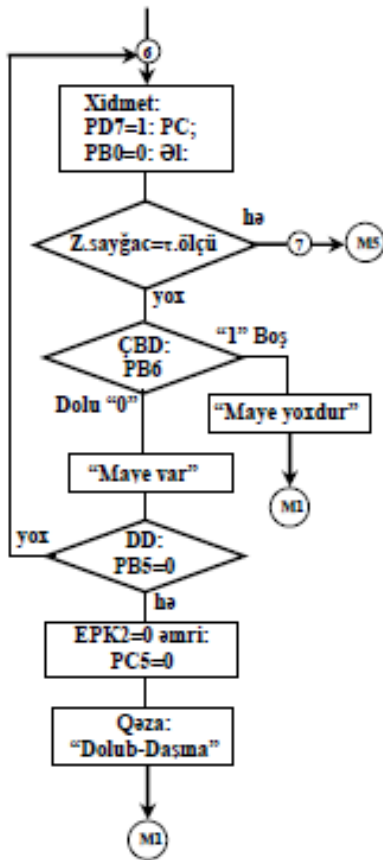 6
Xidmet:
PD7=1: PC;
PB0=0: Əl:
Z.sayğac=τ.ölçü
hə
7
M5
yox
ÇBD:
PB6
"1" Boş
Dolu "0"
"Maye yoxdur"
M1
"Maye var"
DD:
PB5=0
yox
hə
EPK2=0 əmri:
PC5=0
Qəza:
"Dolub-Daşma"
M1